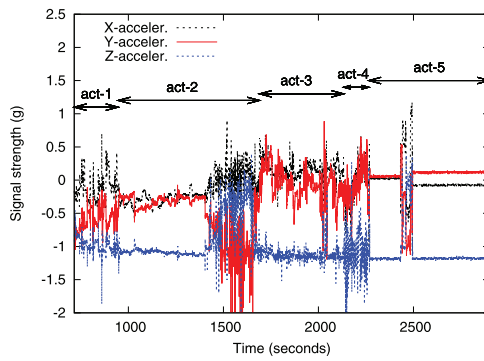 2.5
2
1.5
1
0.5
0
-0.5
-1
-1.5
-2
Signal strength (g)
X-acceler.
Y-acceler.
Z-acceler.
act-1
act-2
act-3
act-4
act-5
1000 1500 2000 2500
Time (seconds)